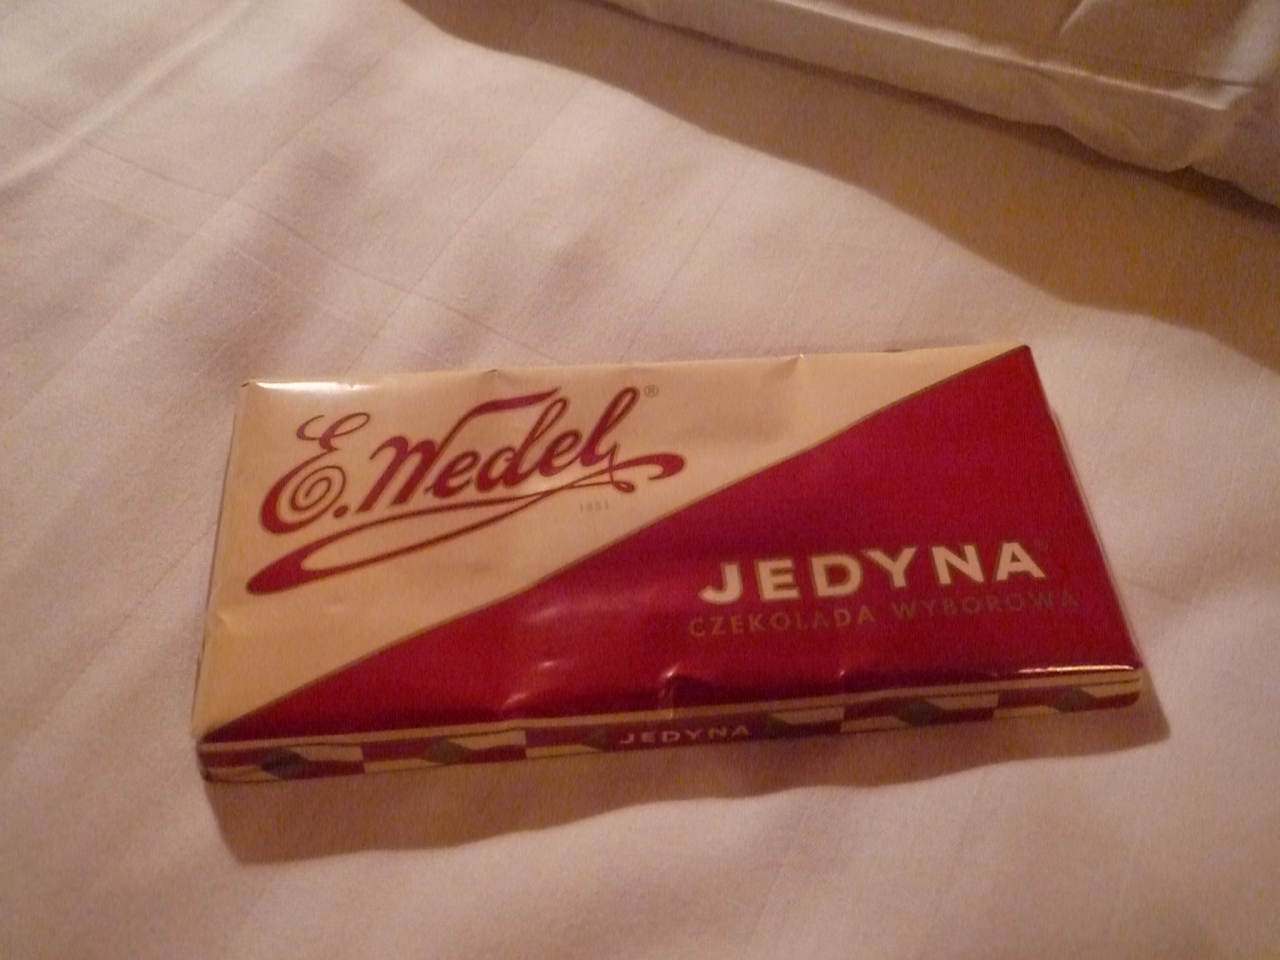 E. Wedel®
1851
JEDYNA
CZEKOLADA WYBOROWA
JEDYNA